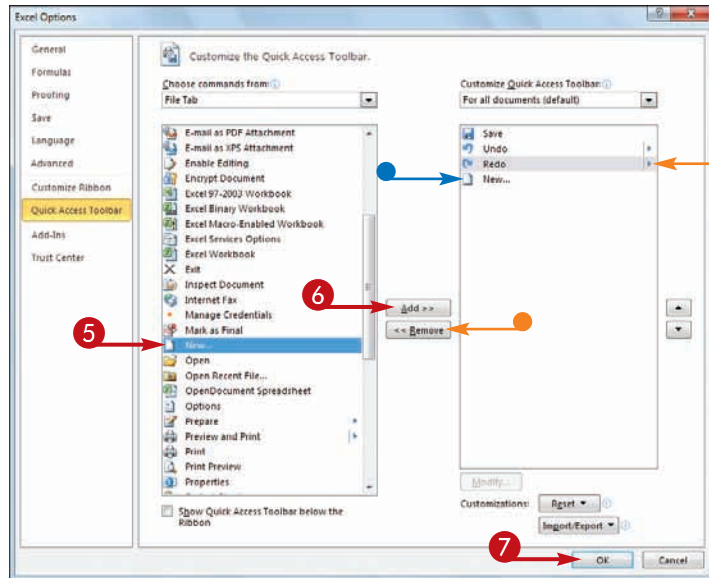 Excel Options
General
Formulas
Proofing
Save
Language
Advanced
Customize Ribbon
Quick Access Toolbar
Add-Ins
Trust Center
Customize the Quick Access Toolbar.
Choose commands from:
File Tab
E-mail as PDF Attachment
E-mail as XPS Attachment
Enable Editing
Encrypt Document
Excel 97-2003 Workbook
Excel Binary Workbook
Excel Macro-Enabled Workbook
Excel Services Options
Excel Workbook
Exit
Inspect Document
Internet Fax
Manage Credentials
Mark as Final
5
New...
Open
Open Recent File...
OpenDocument Spreadsheet
Options
Prepare
Preview and Print
Print
Print Preview
Properties
Show Quick Access Toolbar below the
Ribbon
6
Add >>
<< Remove
Customize Quick Access Toolbar:
For all documents (default)
Save
Undo
Redo
New...
Modify...
Customizations:
Reset
Import/Export
7
OK
Cancel